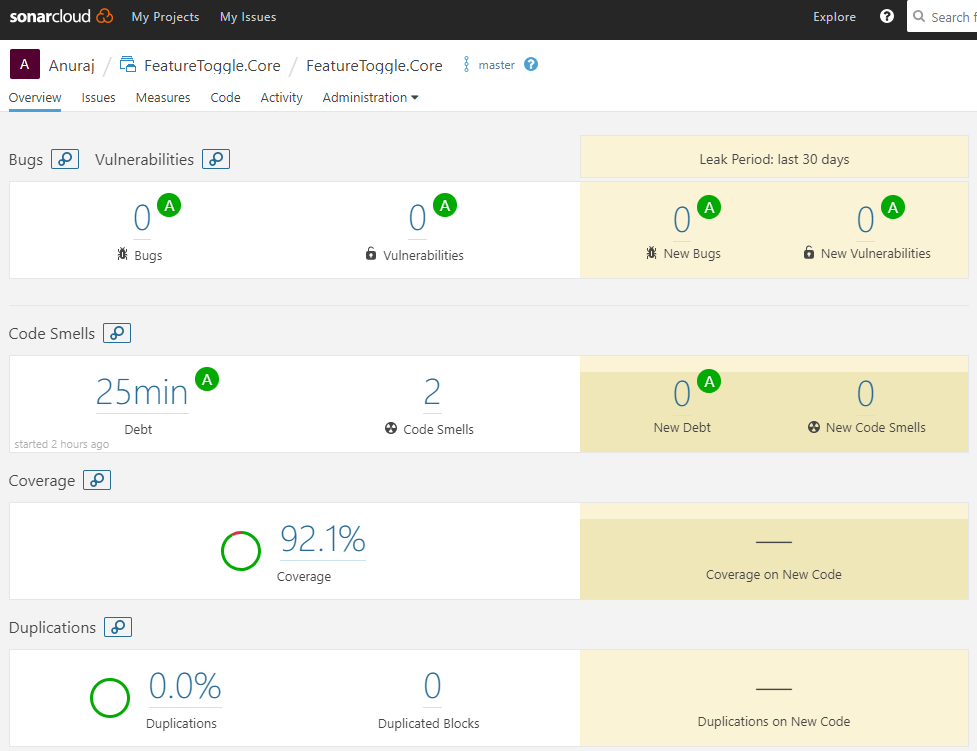 sonarcloud My Projects My Issues Explore ? Search f
A Anuraj / FeatureToggle.Core / FeatureToggle.Core master ?
Overview Issues Measures Code Activity Administration
Bugs Vulnerabilities Leak Period: last 30 days
0 A 0 A 0 A 0 A
Bugs Vulnerabilities New Bugs New Vulnerabilities
Code Smells
25min A 2 0 A 0
Debt Code Smells New Debt New Code Smells
started 2 hours ago
Coverage
92.1% —
Coverage Coverage on New Code
Duplications
0.0% 0 —
Duplications Duplicated Blocks Duplications on New Code